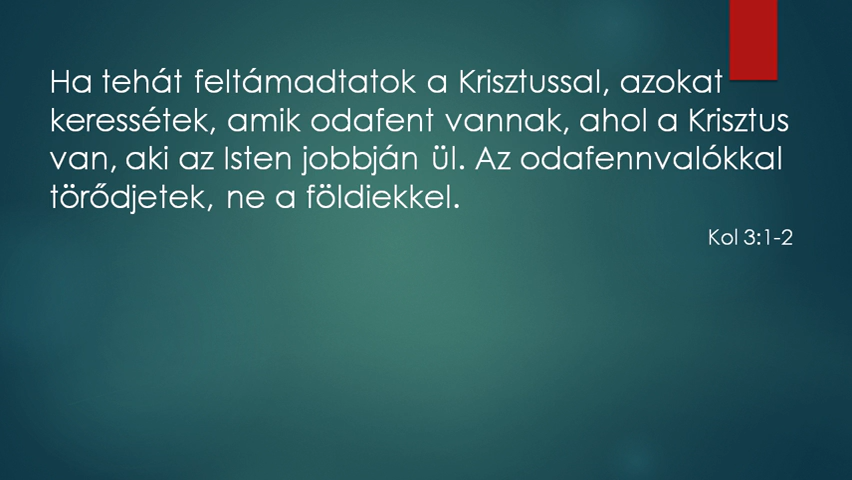 Ha tehát feltámadtatok a Krisztussal, azokat
keressétek, amik odafent vannak, ahol a Krisztus
van, aki az Isten jobbján ül. Az odafennvalókkal
törődjetek, ne a földiekkel.
Kol 3:1-2